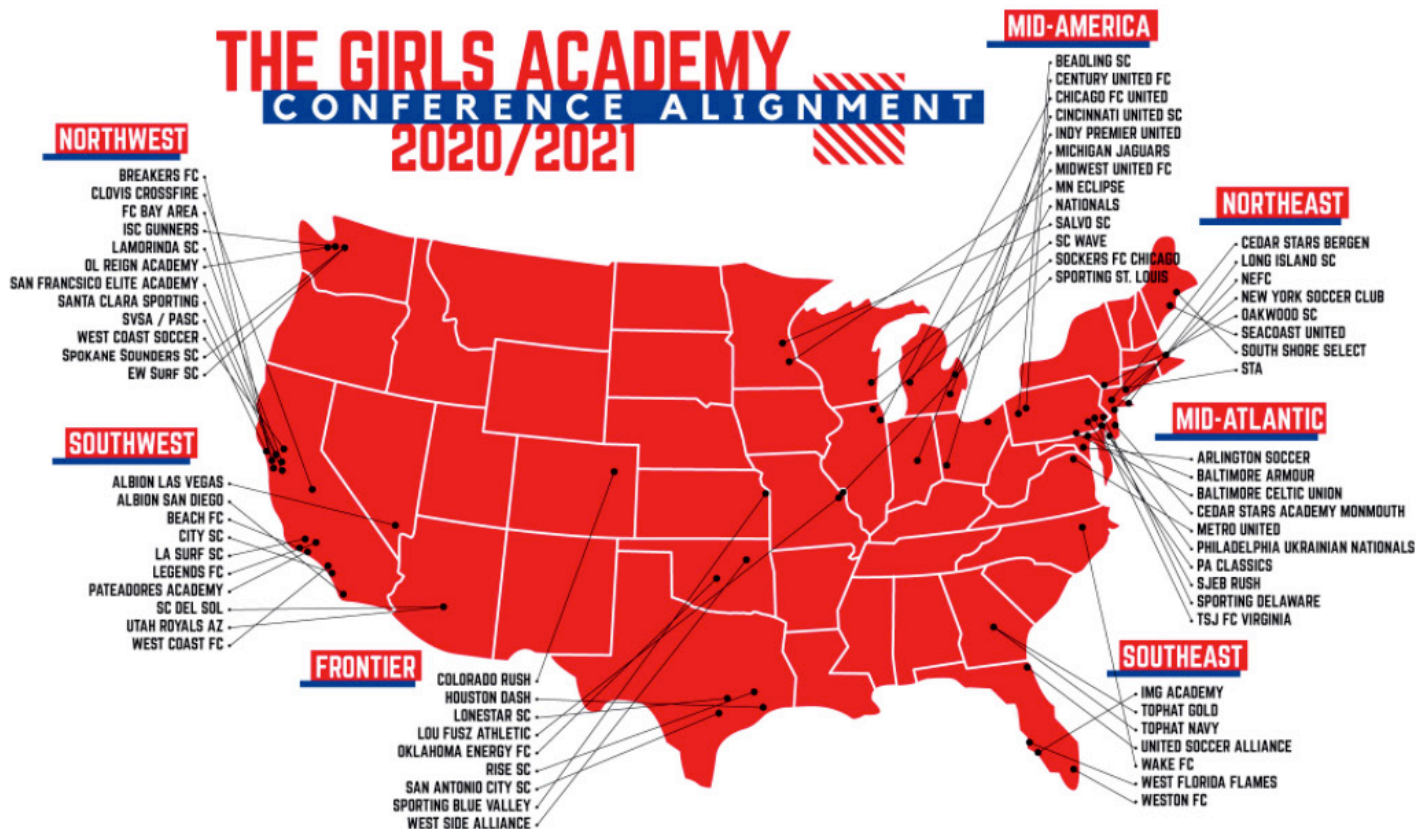 THE GIRLS ACADEMY
CONFERENCE ALIGNMENT
2020/2021
NORTHWEST
BREAKERS FC
CLOVIS CROSSFIRE
FC BAY AREA
ISC GUNNERS
LAMORINDA SC
OL REIGN ACADEMY
SAN FRANCSICO ELITE ACADEMY
SANTA CLARA SPORTING
SVSA / PASC
WEST COAST SOCCER
SPOKANE SOUNDERS SC
EW SURF SC
SOUTHWEST
ALBION LAS VEGAS
ALBION SAN DIEGO
BEACH FC
CITY SC
LA SURF SC
LEGENDS FC
PATEADORES ACADEMY
SC DEL SOL
UTAH ROYALS AZ
WEST COAST FC
FRONTIER
COLORADO RUSH
HOUSTON DASH
LONESTAR SC
LOU FUSZ ATHLETIC
OKLAHOMA ENERGY FC
RISE SC
SAN ANTONIO CITY SC
SPORTING BLUE VALLEY
WEST SIDE ALLIANCE
MID-AMERICA
BEADLING SC
CENTURY UNITED FC
CHICAGO FC UNITED
CINCINNATI UNITED SC
INDY PREMIER UNITED
MICHIGAN JAGUARS
MIDWEST UNITED FC
MN ECLIPSE
NATIONALS
SALVO SC
SC WAVE
SOCKERS FC CHICAGO
SPORTING ST. LOUIS
NORTHEAST
CEDAR STARS BERGEN
LONG ISLAND SC
NEFC
NEW YORK SOCCER CLUB
OAKWOOD SC
SEACOAST UNITED
SOUTH SHORE SELECT
STA
MID-ATLANTIC
ARLINGTON SOCCER
BALTIMORE ARMOUR
BALTIMORE CELTIC UNION
CEDAR STARS ACADEMY MONMOUTH
METRO UNITED
PHILADELPHIA UKRAINIAN NATIONALS
PA CLASSICS
SJEB RUSH
SPORTING DELAWARE
TSJ FC VIRGINIA
SOUTHEAST
IMG ACADEMY
TOPHAT GOLD
TOPHAT NAVY
UNITED SOCCER ALLIANCE
WAKE FC
WEST FLORIDA FLAMES
WESTON FC